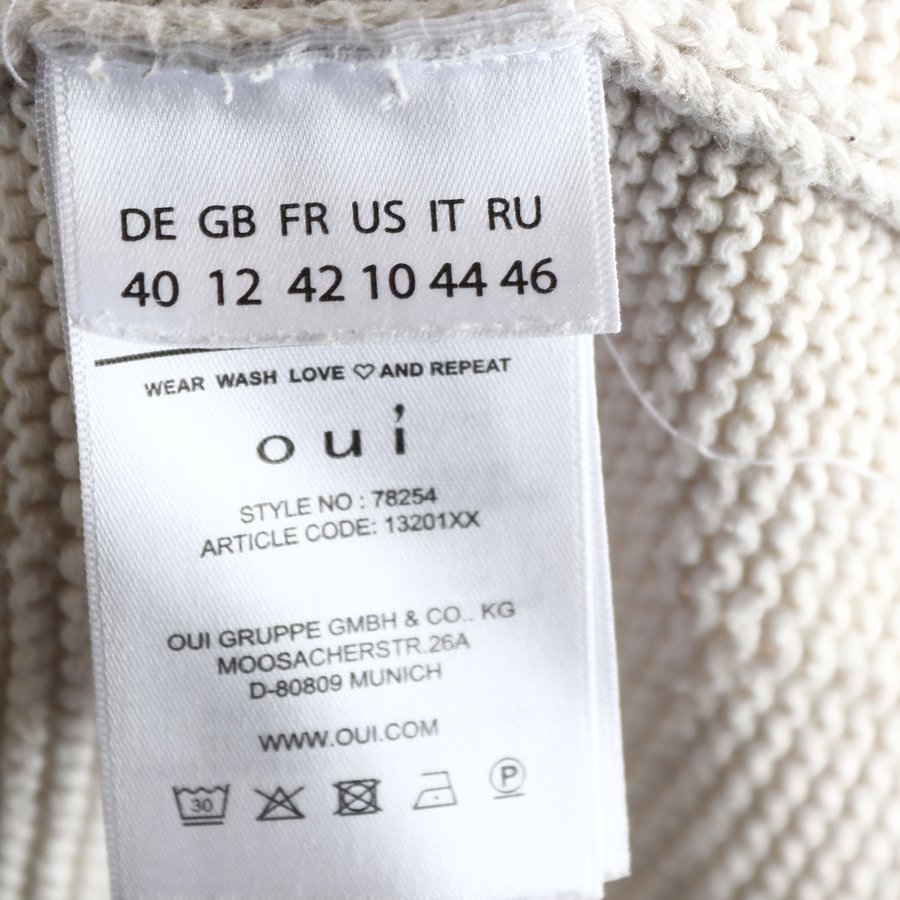 DE GB FR US IT RU
40 12 42 10 44 46
WEAR WASH LOVE ♡ AND REPEAT
oui
STYLE NO : 78254
ARTICLE CODE: 13201XX
OUI GRUPPE GMBH & CO.. KG
MOOSACHERSTR.26A
D-80809 MUNICH
WWW.OUI.COM
30 P